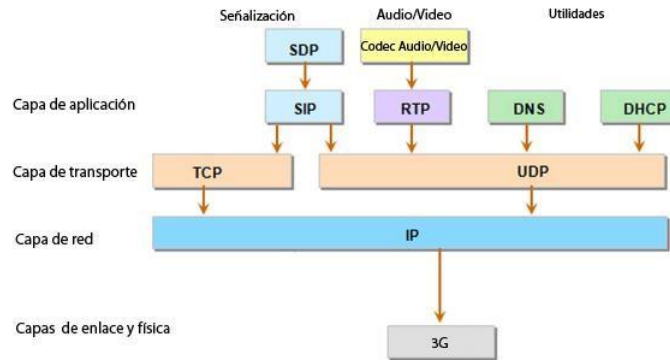 Señalización
Audio/Video
Utilidades
SDP
Codec Audio/Video
Capa de aplicación
SIP
RTP
DNS
DHCP
Capa de transporte
TCP
UDP
Capa de red
IP
Capas de enlace y física
3G